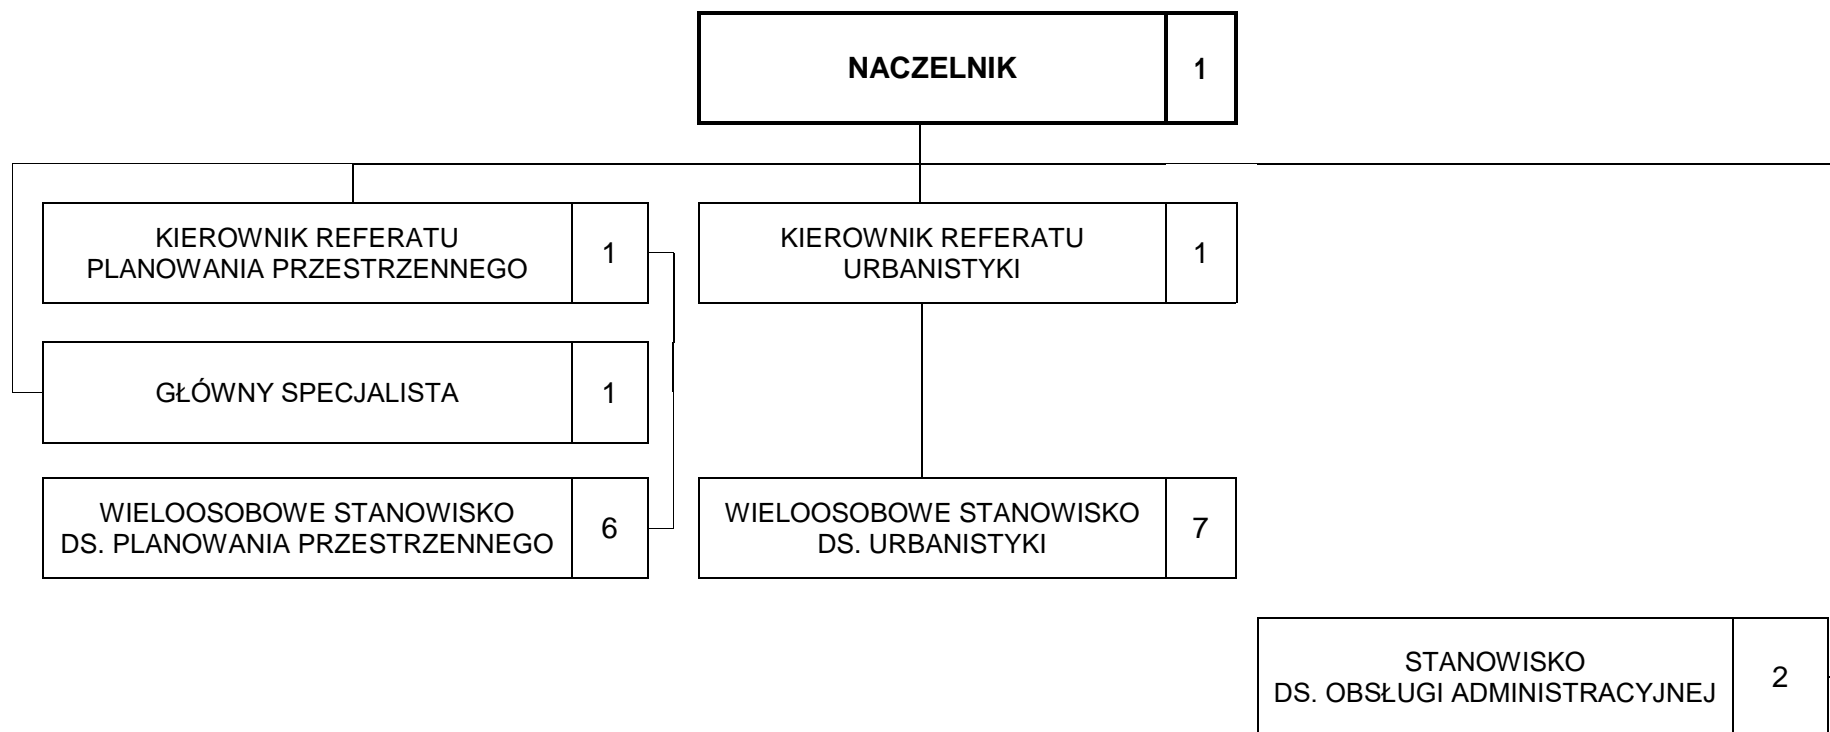 NACZELNIK 1
KIEROWNIK REFERATU
PLANOWANIA PRZESTRZENNEGO
1
KIEROWNIK REFERATU
URBANISTYKI
1
GŁÓWNY SPECJALISTA 1
WIELOOSOBOWE STANOWISKO
DS. PLANOWANIA PRZESTRZENNEGO
6
WIELOOSOBOWE STANOWISKO
DS. URBANISTYKI
7
STANOWISKO
DS. OBSŁUGI ADMINISTRACYJNEJ
2